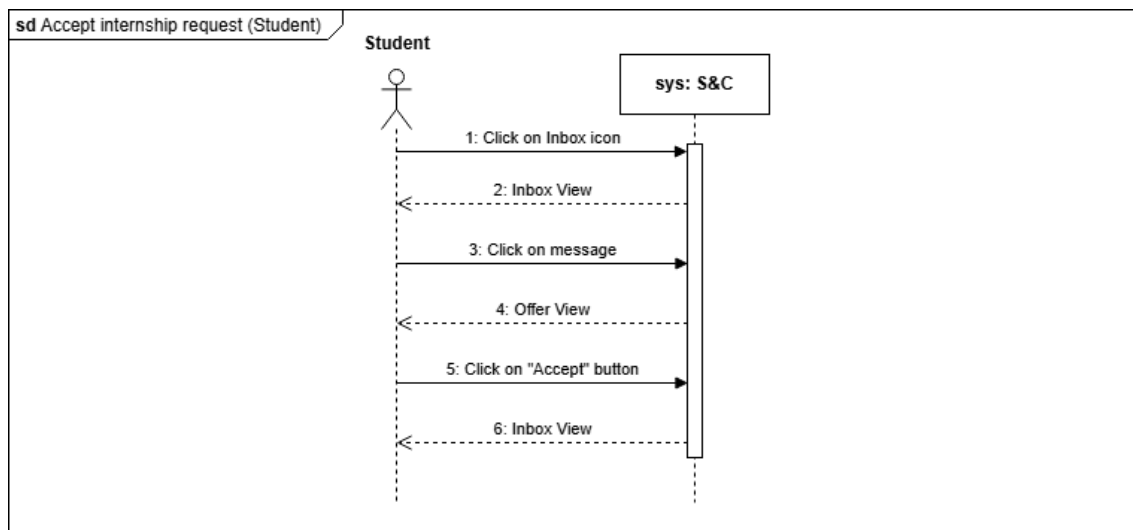 sd Accept internship request (Student)
Student
sys: S&C
1: Click on Inbox icon
2: Inbox View
3: Click on message
4: Offer View
5: Click on "Accept" button
6: Inbox View